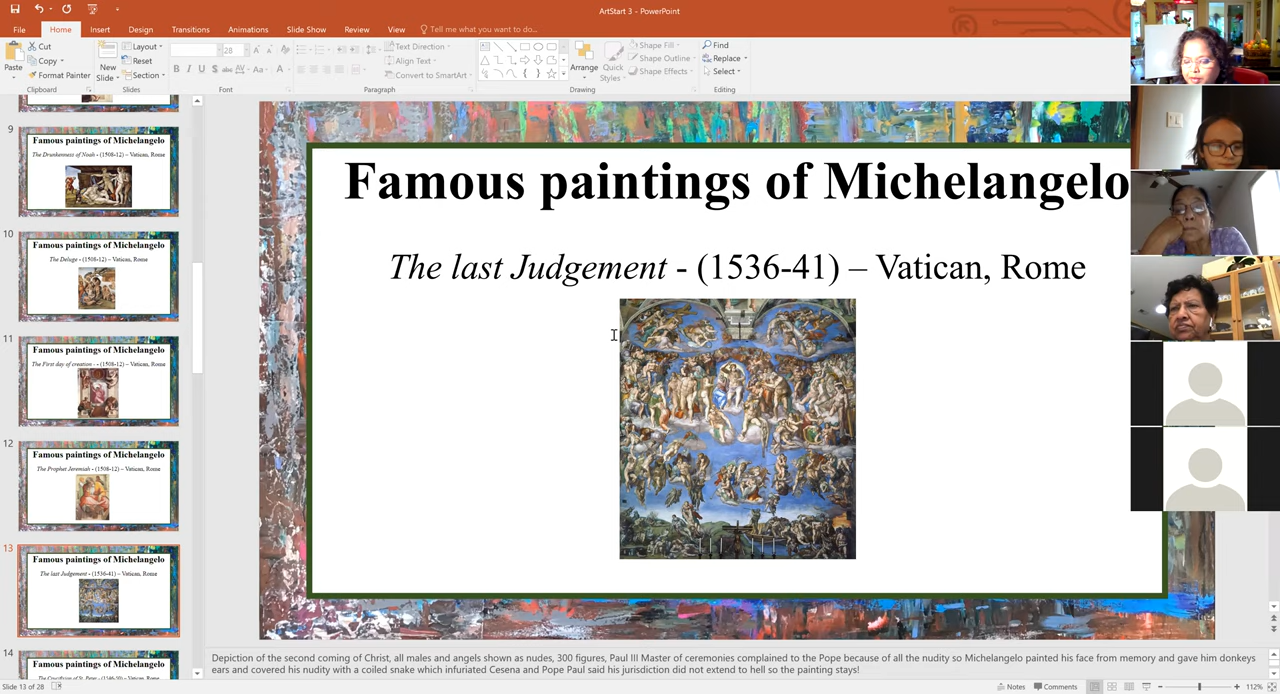 ArtStart 3 - PowerPoint
File Home Insert Design Transitions Animations Slide Show Review View Tell me what you want to do...
Paste
Cut
Copy
Format Painter
Clipboard
New Slide
Layout
Reset
Section
Slides
28
B I U S abc AV Aa A
Font
Text Direction
Align Text
Convert to SmartArt
Paragraph
Arrange
Quick Styles
Shape Fill
Shape Outline
Shape Effects
Drawing
Find
Replace
Select
Editing
9
Famous paintings of Michelangelo
The Drunkenness of Noah - (1508-12) – Vatican, Rome
10
Famous paintings of Michelangelo
The Deluge - (1508-12) – Vatican, Rome
11
Famous paintings of Michelangelo
The First day of creation - - (1508-12) – Vatican, Rome
12
Famous paintings of Michelangelo
The Prophet Jeremiah - (1508-12) – Vatican, Rome
13
Famous paintings of Michelangelo
The last Judgement - (1536-41) – Vatican, Rome
14
Famous paintings of Michelangelo
Famous paintings of Michelangelo
The last Judgement - (1536-41) – Vatican, Rome
Depiction of the second coming of Christ, all males and angels shown as nudes, 300 figures, Paul III Master of ceremonies complained to the Pope because of all the nudity so Michelangelo painted his face from memory and gave him donkeys
ears and covered his nudity with a coiled snake which infuriated Cesena and Pope Paul said his jurisdiction did not extend to hell so the painting stays!
Slide 13 of 28
Notes Comments 112%